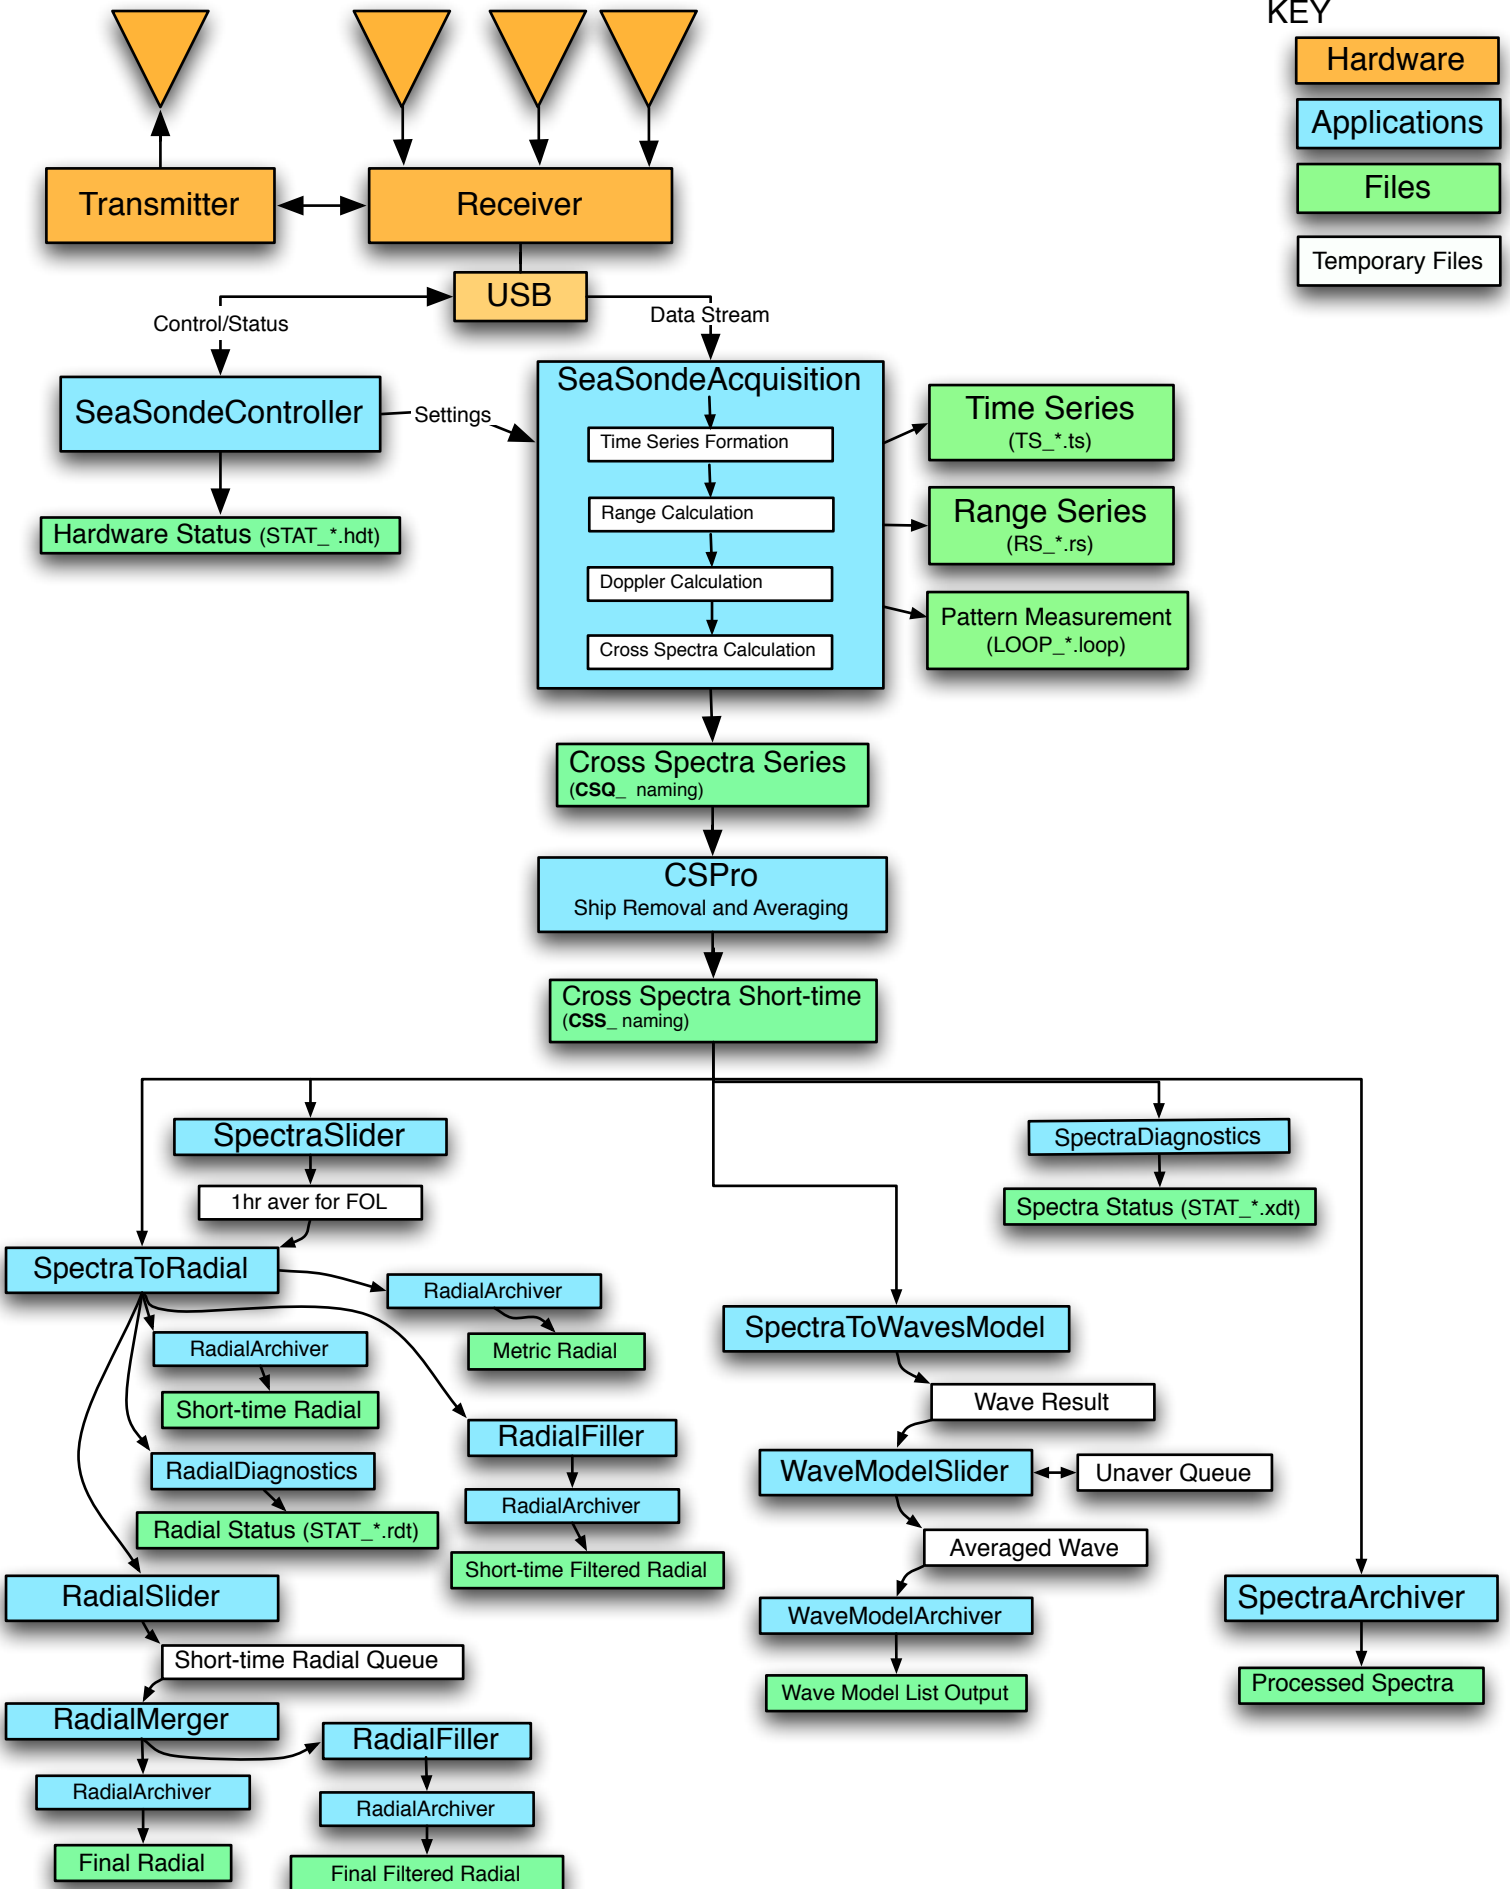 KEY
Hardware
Applications
Files
Temporary Files
Transmitter
Receiver
USB
Control/Status
Data Stream
SeaSondeController
Settings
Hardware Status (STAT_*.hdt)
SeaSondeAcquisition
Time Series Formation
Range Calculation
Doppler Calculation
Cross Spectra Calculation
Time Series
(TS_*.ts)
Range Series
(RS_*.rs)
Pattern Measurement
(LOOP_*.loop)
Cross Spectra Series
(CSQ_ naming)
CSPro
Ship Removal and Averaging
Cross Spectra Short-time
(CSS_ naming)
SpectraSlider
1hr aver for FOL
SpectraToRadial
RadialArchiver
Metric Radial
RadialArchiver
Short-time Radial
RadialDiagnostics
Radial Status (STAT_*.rdt)
RadialFiller
RadialArchiver
Short-time Filtered Radial
RadialSlider
Short-time Radial Queue
RadialMerger
RadialArchiver
Final Radial
RadialFiller
RadialArchiver
Final Filtered Radial
SpectraToWavesModel
Wave Result
WaveModelSlider
Unaver Queue
Averaged Wave
WaveModelArchiver
Wave Model List Output
SpectraDiagnostics
Spectra Status (STAT_*.xdt)
SpectraArchiver
Processed Spectra